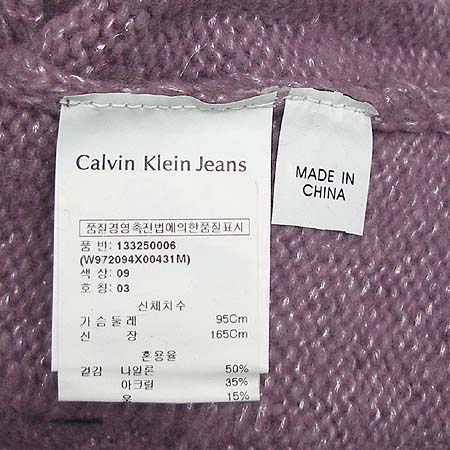 Calvin Klein Jeans
품질경영촉진법에의한품질표시
품 번: 133250006
(W972094X00431M)
색 상: 09
호 칭: 03
신체치수
가 슴 둘 레 95Cm
신 장 165Cm
혼용율
겉감 나일론 50%
아크릴 35%
울 15%
MADE IN
CHINA